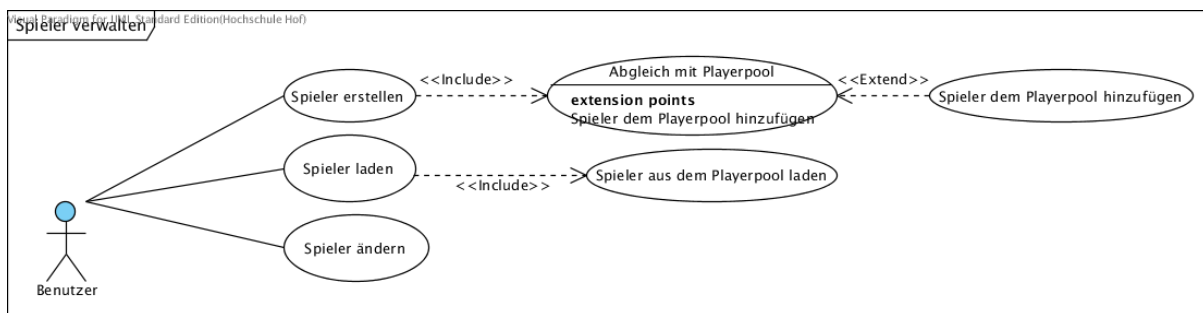 Visual Paradigm for UML Standard Edition(Hochschule Hof)
Spieler verwalten
Spieler erstellen
<<Include>>
Abgleich mit Playerpool
extension points
Spieler dem Playerpool hinzufügen
<<Extend>>
Spieler dem Playerpool hinzufügen
Spieler laden
<<Include>>
Spieler aus dem Playerpool laden
Spieler ändern
Benutzer